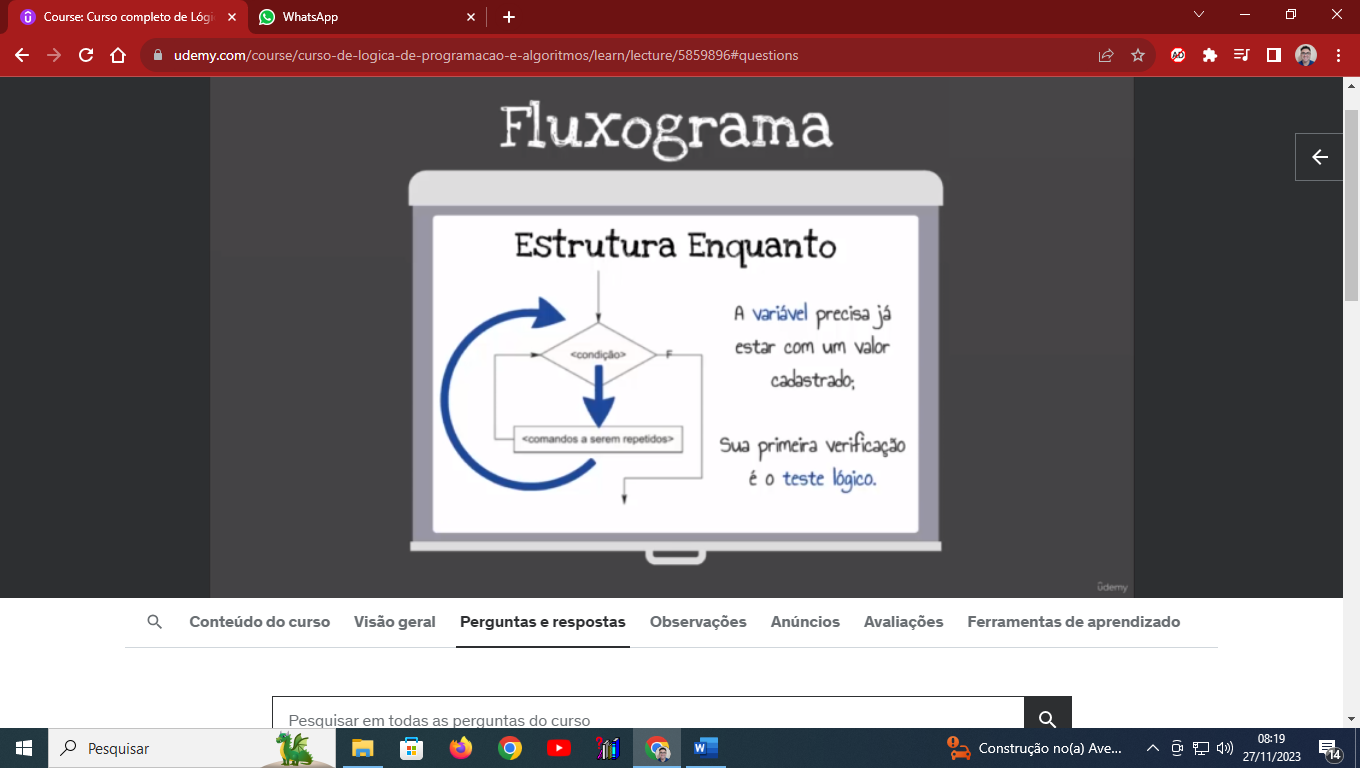 Course: Curso completo de Lógi
WhatsApp
udemy.com/course/curso-de-logica-de-programacao-e-algoritmos/learn/lecture/5859896#questions
Fluxograma
Estrutura Enquanto
<condição>
F
<comandos a serem repetidos>
A variável precisa já
estar com um valor
cadastrado;
Sua primeira verificação
é o teste lógico.
ûdemy
Conteúdo do curso
Visão geral
Perguntas e respostas
Observações
Anúncios
Avaliações
Ferramentas de aprendizado
Pesquisar em todas as perguntas do curso
Pesquisar
Construção no(a) Ave...
08:19
27/11/2023
14